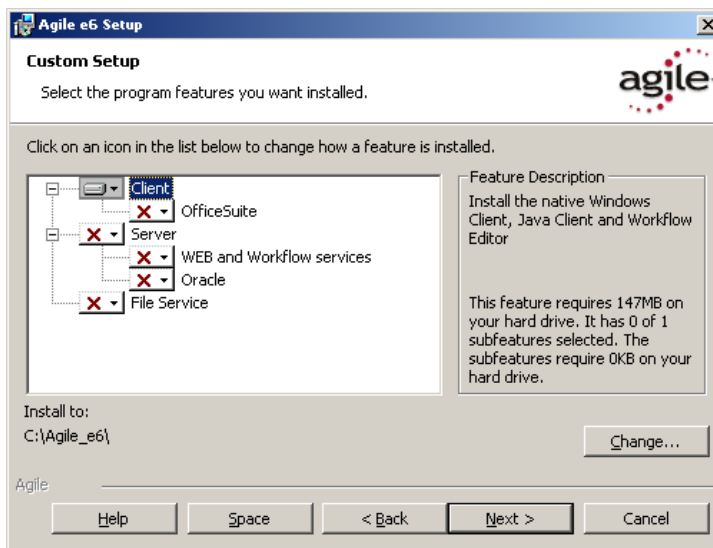 Agile e6 Setup
Custom Setup
Select the program features you want installed.
agile
Click on an icon in the list below to change how a feature is installed.
Client
OfficeSuite
Server
WEB and Workflow services
Oracle
File Service
Feature Description
Install the native Windows
Client, Java Client and Workflow
Editor
This feature requires 147MB on
your hard drive. It has 0 of 1
subfeatures selected. The
subfeatures require 0KB on your
hard drive.
Install to:
C:\Agile_e6\
Change...
Agile
Help
Space
< Back
Next >
Cancel